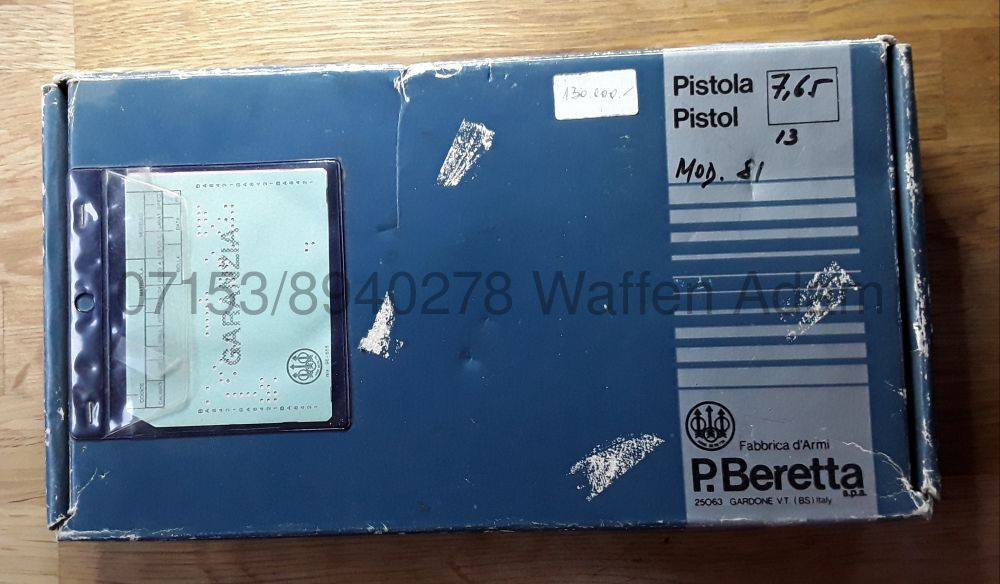 130.000.-
Pistola
Pistol
7,65
13
MOD. 81
GARANZIA
07153/8940278 Waffen Adam
Fabbrica d'Armi
P. Beretta
s.p.a.
25063 GARDONE V.T. (BS) Italy